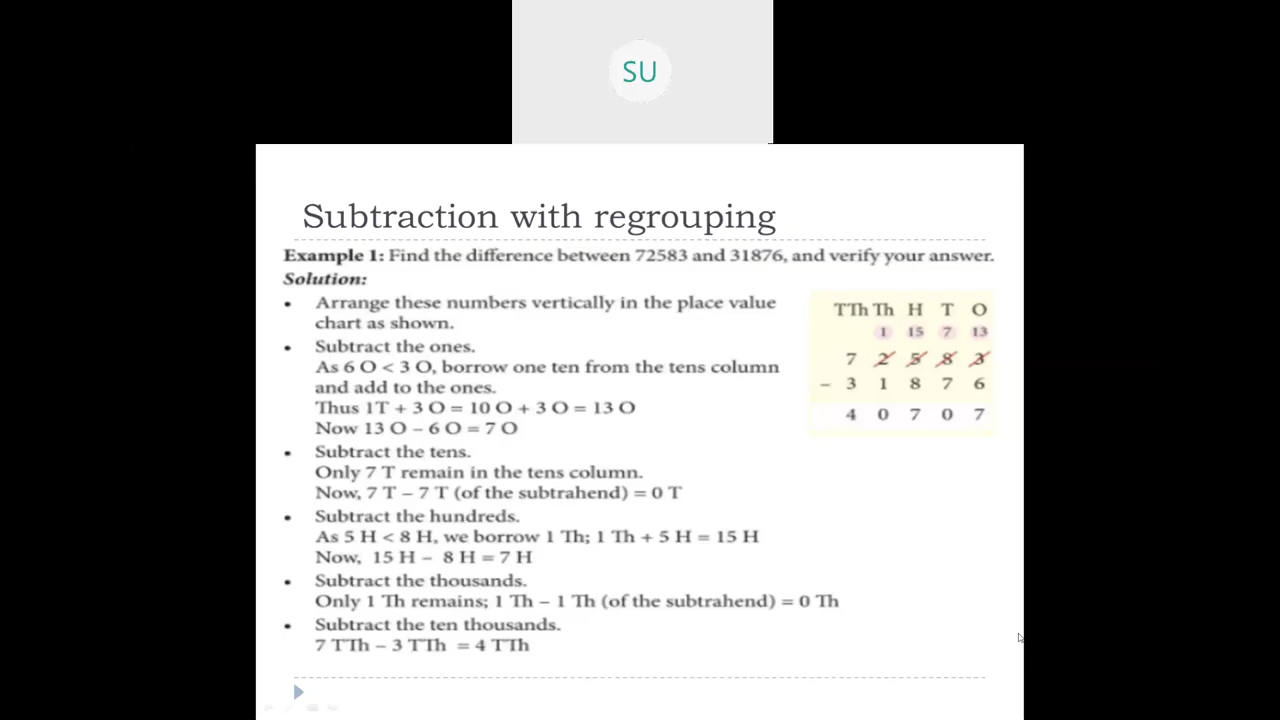 SU
Subtraction with regrouping
Example 1: Find the difference between 72583 and 31876, and verify your answer.
Solution:
• Arrange these numbers vertically in the place value
chart as shown.
• Subtract the ones.
As 6 O < 3 O, borrow one ten from the tens column
and add to the ones.
Thus 1T + 3 O = 10 O + 3 O = 13 O
Now 13 O – 6 O = 7 O
• Subtract the tens.
Only 7 T remain in the tens column.
Now, 7 T – 7 T (of the subtrahend) = 0 T
• Subtract the hundreds.
As 5 H < 8 H, we borrow 1 Th; 1 Th + 5 H = 15 H
Now, 15 H – 8 H = 7 H
• Subtract the thousands.
Only 1 Th remains; 1 Th – 1 Th (of the subtrahend) = 0 Th
• Subtract the ten thousands.
7 TTh – 3 TTh = 4 TTh
TTh Th H T O
1 15 7 13
7 2 5 8 3
– 3 1 8 7 6
4 0 7 0 7